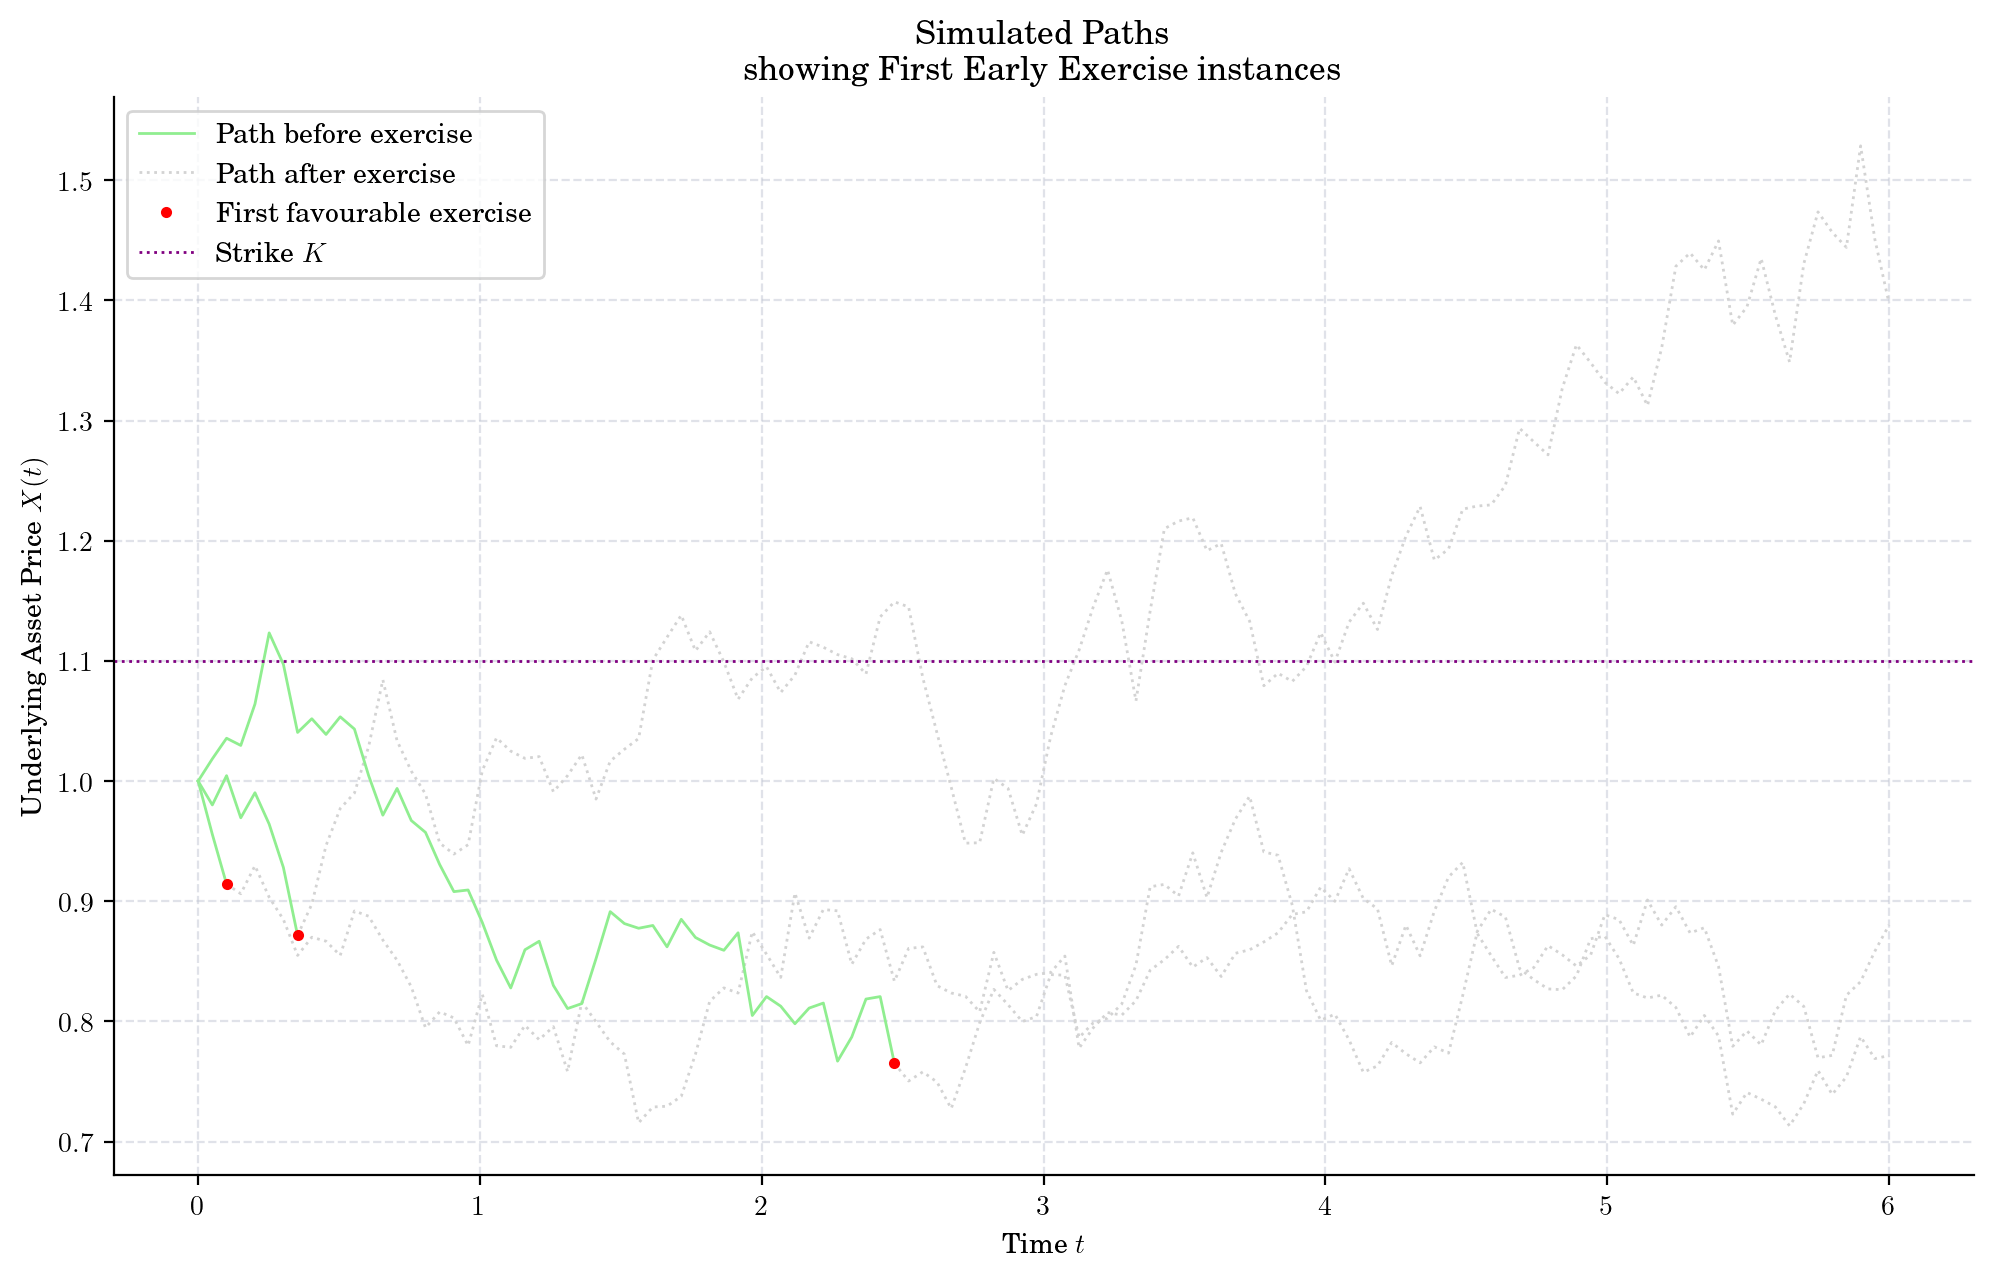 Simulated Paths
showing First Early Exercise instances
Path before exercise
Path after exercise
First favourable exercise
Strike K
Underlying Asset Price X(t)
1.5
1.4
1.3
1.2
1.1
1.0
0.9
0.8
0.7
0 1 2 3 4 5 6
Time t